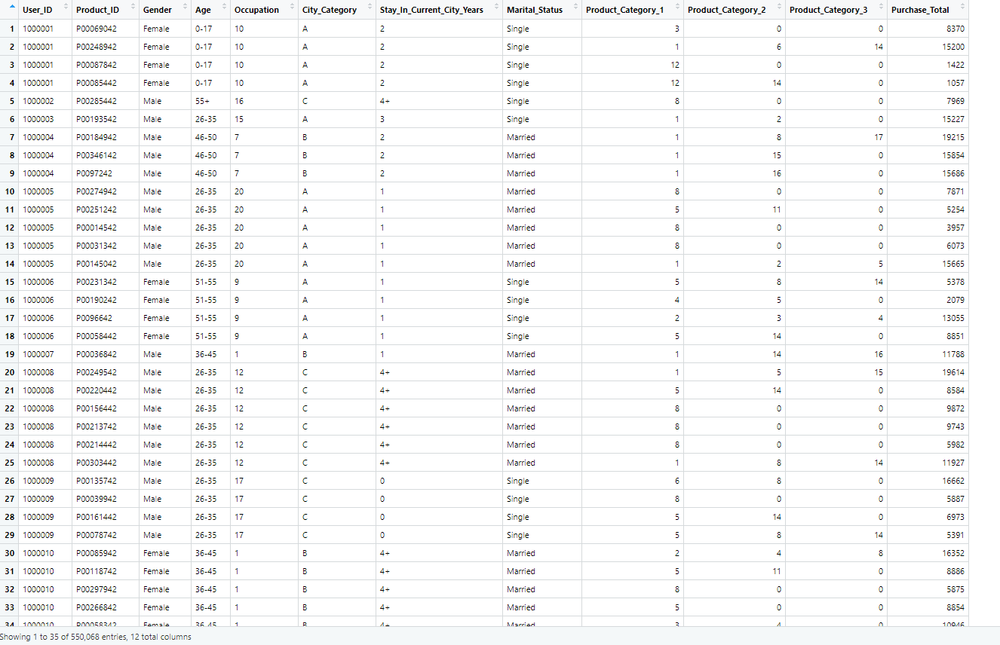 User_ID Product_ID Gender Age Occupation City_Category Stay_In_Current_City_Years Marital_Status Product_Category_1 Product_Category_2 Product_Category_3 Purchase_Total
1 1000001 P00069042 Female 0-17 10 A 2 Single 3 0 0 8370
2 1000001 P00248942 Female 0-17 10 A 2 Single 1 6 14 15200
3 1000001 P00087842 Female 0-17 10 A 2 Single 12 0 0 1422
4 1000001 P00085442 Female 0-17 10 A 2 Single 12 14 0 1057
5 1000002 P00285442 Male 55+ 16 C 4+ Single 8 0 0 7969
6 1000003 P00193542 Male 26-35 15 A 3 Single 1 2 0 15227
7 1000004 P00184942 Male 46-50 7 B 2 Married 1 8 17 19215
8 1000004 P00346142 Male 46-50 7 B 2 Married 1 15 0 15854
9 1000004 P0097242 Male 46-50 7 B 2 Married 1 16 0 15686
10 1000005 P00274942 Male 26-35 20 A 1 Married 8 0 0 7871
11 1000005 P00251242 Male 26-35 20 A 1 Married 5 11 0 5254
12 1000005 P00014542 Male 26-35 20 A 1 Married 8 0 0 3957
13 1000005 P00031342 Male 26-35 20 A 1 Married 8 0 0 6073
14 1000005 P00145042 Male 26-35 20 A 1 Married 1 2 5 15665
15 1000006 P00231342 Female 51-55 9 A 1 Single 5 8 14 5378
16 1000006 P00190242 Female 51-55 9 A 1 Single 4 5 0 2079
17 1000006 P0096642 Female 51-55 9 A 1 Single 2 3 4 13055
18 1000006 P00058442 Female 51-55 9 A 1 Single 5 14 0 8851
19 1000007 P00036842 Male 36-45 1 B 1 Married 1 14 16 11788
20 1000008 P00249542 Male 26-35 12 C 4+ Married 1 5 15 19614
21 1000008 P00220442 Male 26-35 12 C 4+ Married 5 14 0 8584
22 1000008 P00156442 Male 26-35 12 C 4+ Married 8 0 0 9872
23 1000008 P00213742 Male 26-35 12 C 4+ Married 8 0 0 9743
24 1000008 P00214442 Male 26-35 12 C 4+ Married 8 0 0 5982
25 1000008 P00303442 Male 26-35 12 C 4+ Married 1 8 14 11927
26 1000009 P00135742 Male 26-35 17 C 0 Single 6 8 0 16662
27 1000009 P00039942 Male 26-35 17 C 0 Single 8 0 0 5887
28 1000009 P00161442 Male 26-35 17 C 0 Single 5 14 0 6973
29 1000009 P00078742 Male 26-35 17 C 0 Single 5 8 14 5391
30 1000010 P00085942 Female 36-45 1 B 4+ Married 2 4 8 16352
31 1000010 P00118742 Female 36-45 1 B 4+ Married 5 11 0 8886
32 1000010 P00297942 Female 36-45 1 B 4+ Married 8 0 0 5875
33 1000010 P00266842 Female 36-45 1 B 4+ Married 5 0 0 8854
34 1000010 P00058342 Female 36-45 1 B 4+ Married 3 4 0 10946
Showing 1 to 35 of 550,068 entries, 12 total columns